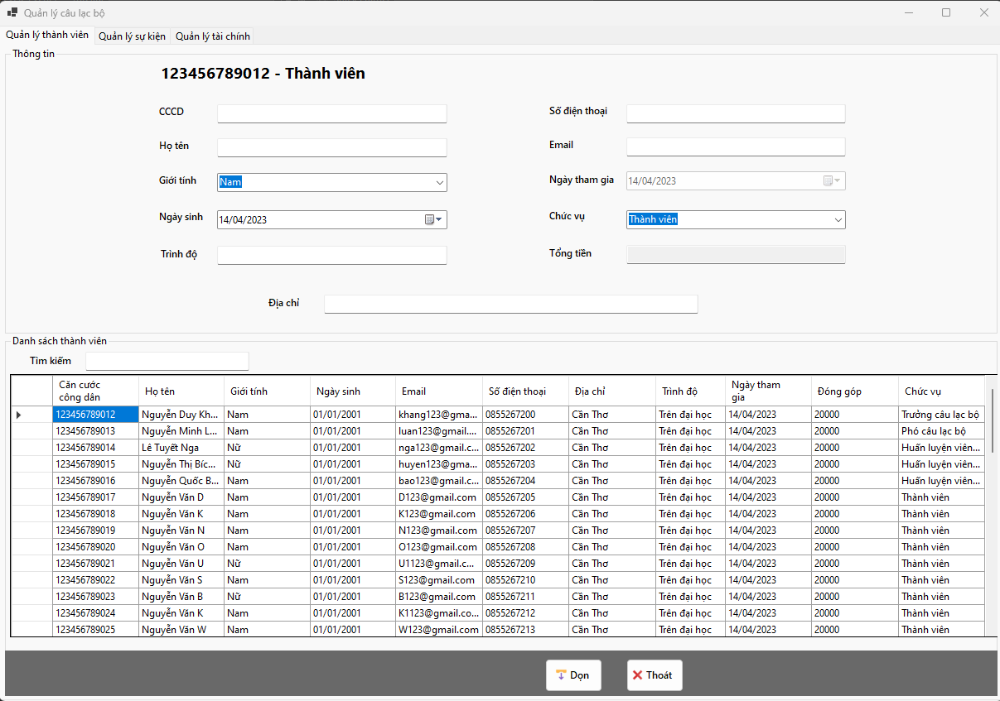 Quản lý câu lạc bộ
Quản lý thành viên Quản lý sự kiện Quản lý tài chính
Thông tin
123456789012 - Thành viên
CCCD Số điện thoại
Họ tên Email
Giới tính Nam Ngày tham gia 14/04/2023
Ngày sinh 14/04/2023 Chức vụ Thành viên
Trình độ Tổng tiền
Địa chỉ
Danh sách thành viên
Tìm kiếm
Căn cước công dân Họ tên Giới tính Ngày sinh Email Số điện thoại Địa chỉ Trình độ Ngày tham gia Đóng góp Chức vụ
123456789012 Nguyễn Duy Kh... Nam 01/01/2001 khang123@gma... 0855267200 Cần Thơ Trên đại học 14/04/2023 20000 Trưởng câu lạc bộ
123456789013 Nguyễn Minh L... Nam 01/01/2001 luan123@gmail.... 0855267201 Cần Thơ Trên đại học 14/04/2023 20000 Phó câu lạc bộ
123456789014 Lê Tuyết Nga Nữ 01/01/2001 nga123@gmail.c... 0855267202 Cần Thơ Trên đại học 14/04/2023 20000 Huấn luyện viên...
123456789015 Nguyễn Thị Bíc... Nữ 01/01/2001 huyen123@gma... 0855267203 Cần Thơ Trên đại học 14/04/2023 20000 Huấn luyện viên...
123456789016 Nguyễn Quốc B... Nam 01/01/2001 bao123@gmail.c... 0855267204 Cần Thơ Trên đại học 14/04/2023 20000 Huấn luyện viên...
123456789017 Nguyễn Văn D Nam 01/01/2001 D123@gmail.com 0855267205 Cần Thơ Trên đại học 14/04/2023 20000 Thành viên
123456789018 Nguyễn Văn K Nam 01/01/2001 K123@gmail.com 0855267206 Cần Thơ Trên đại học 14/04/2023 20000 Thành viên
123456789019 Nguyễn Văn N Nam 01/01/2001 N123@gmail.com 0855267207 Cần Thơ Trên đại học 14/04/2023 20000 Thành viên
123456789020 Nguyễn Văn O Nam 01/01/2001 O123@gmail.com 0855267208 Cần Thơ Trên đại học 14/04/2023 20000 Thành viên
123456789021 Nguyễn Văn U Nữ 01/01/2001 U1123@gmail.c... 0855267209 Cần Thơ Trên đại học 14/04/2023 20000 Thành viên
123456789022 Nguyễn Văn S Nam 01/01/2001 S123@gmail.com 0855267210 Cần Thơ Trên đại học 14/04/2023 20000 Thành viên
123456789023 Nguyễn Văn B Nữ 01/01/2001 B123@gmail.com 0855267211 Cần Thơ Trên đại học 14/04/2023 20000 Thành viên
123456789024 Nguyễn Văn K Nam 01/01/2001 K1123@gmail.co... 0855267212 Cần Thơ Trên đại học 14/04/2023 20000 Thành viên
123456789025 Nguyễn Văn W Nam 01/01/2001 W123@gmail.com 0855267213 Cần Thơ Trên đại học 14/04/2023 20000 Thành viên
Dọn Thoát